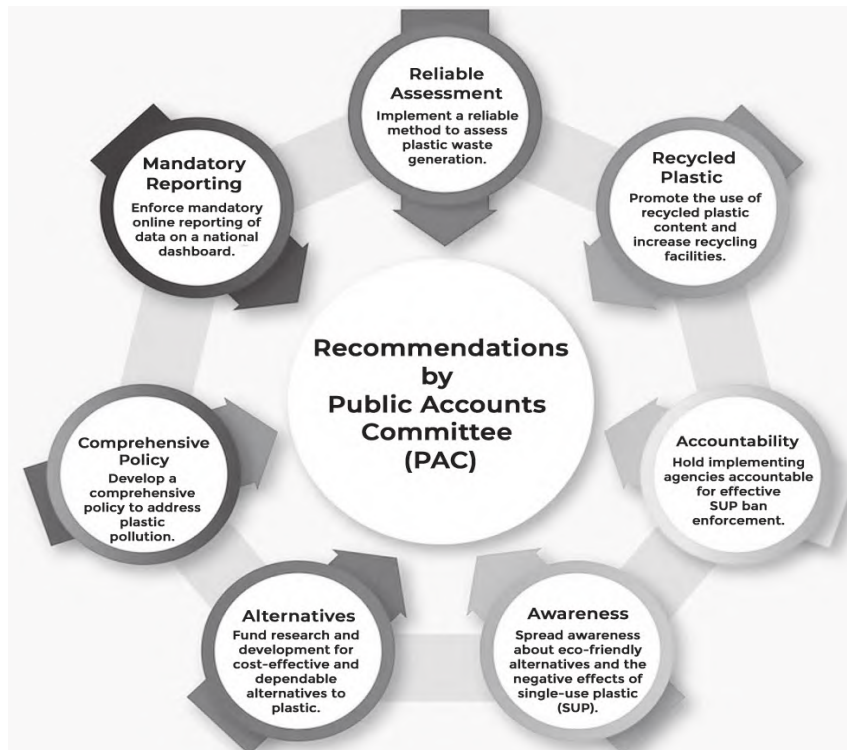 Reliable
Assessment
Implement a reliable
method to assess
plastic waste
generation.
Recycled
Plastic
Promote the use of
recycled plastic
content and
increase recycling
facilities.
Accountability
Hold implementing
agencies accountable
for effective
SUP ban
enforcement.
Awareness
Spread awareness
about eco-friendly
alternatives and the
negative effects of
single-use plastic
(SUP).
Alternatives
Fund research and
development for
cost-effective and
dependable
alternatives to
plastic.
Comprehensive
Policy
Develop a
comprehensive
policy to address
plastic
pollution.
Mandatory
Reporting
Enforce mandatory
online reporting of
data on a national
dashboard.
Recommendations
by
Public Accounts
Committee
(PAC)